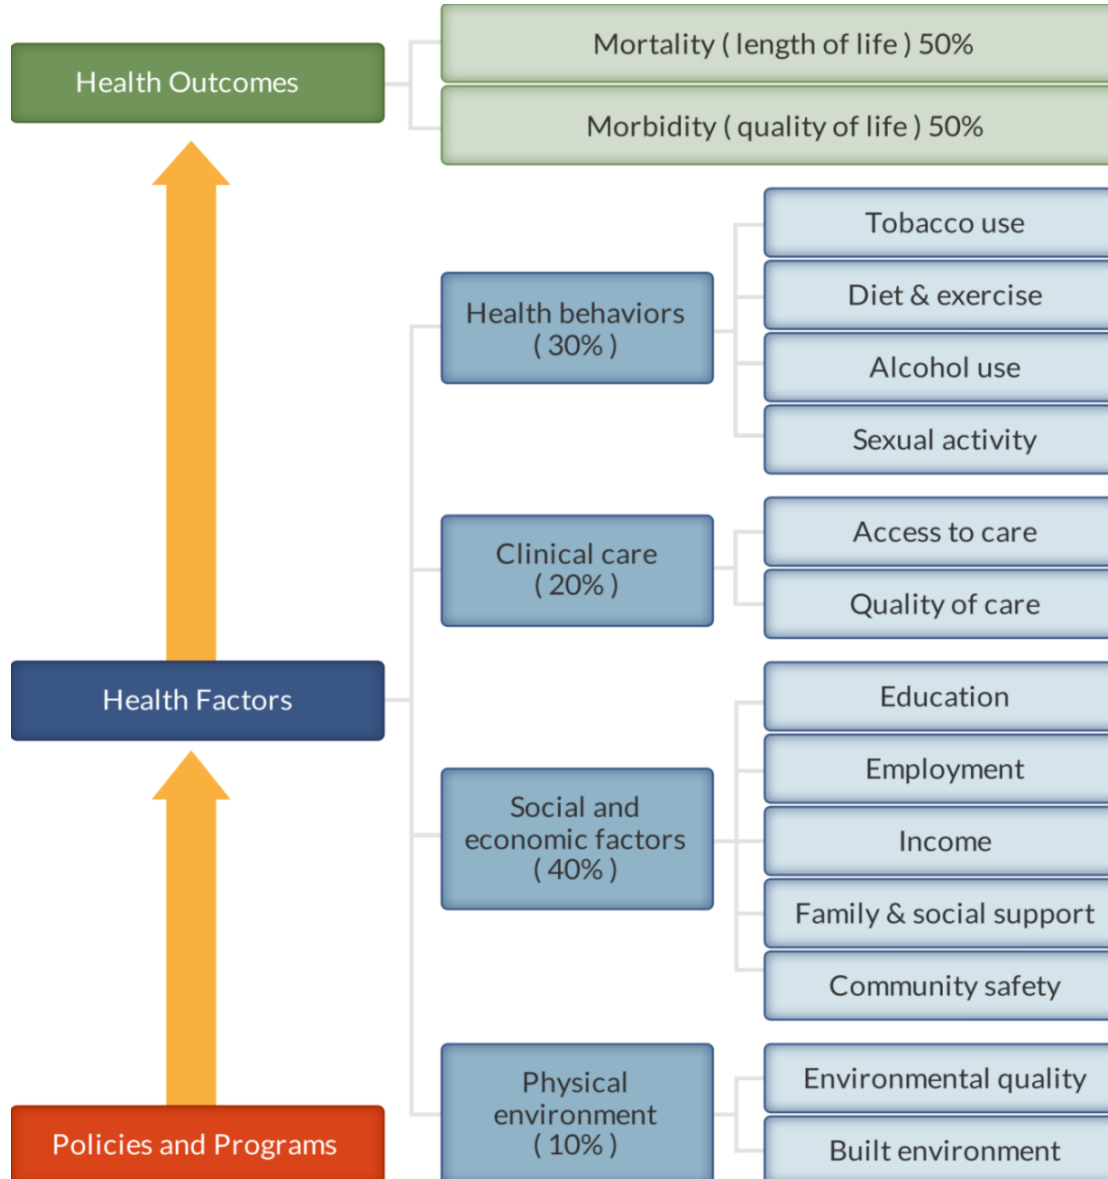 Health Outcomes
Mortality ( length of life ) 50%
Morbidity ( quality of life ) 50%
Tobacco use
Health behaviors
( 30% )
Diet & exercise
Alcohol use
Sexual activity
Clinical care
( 20% )
Access to care
Quality of care
Health Factors
Social and
economic factors
( 40% )
Education
Employment
Income
Family & social support
Community safety
Policies and Programs
Physical
environment
( 10% )
Environmental quality
Built environment